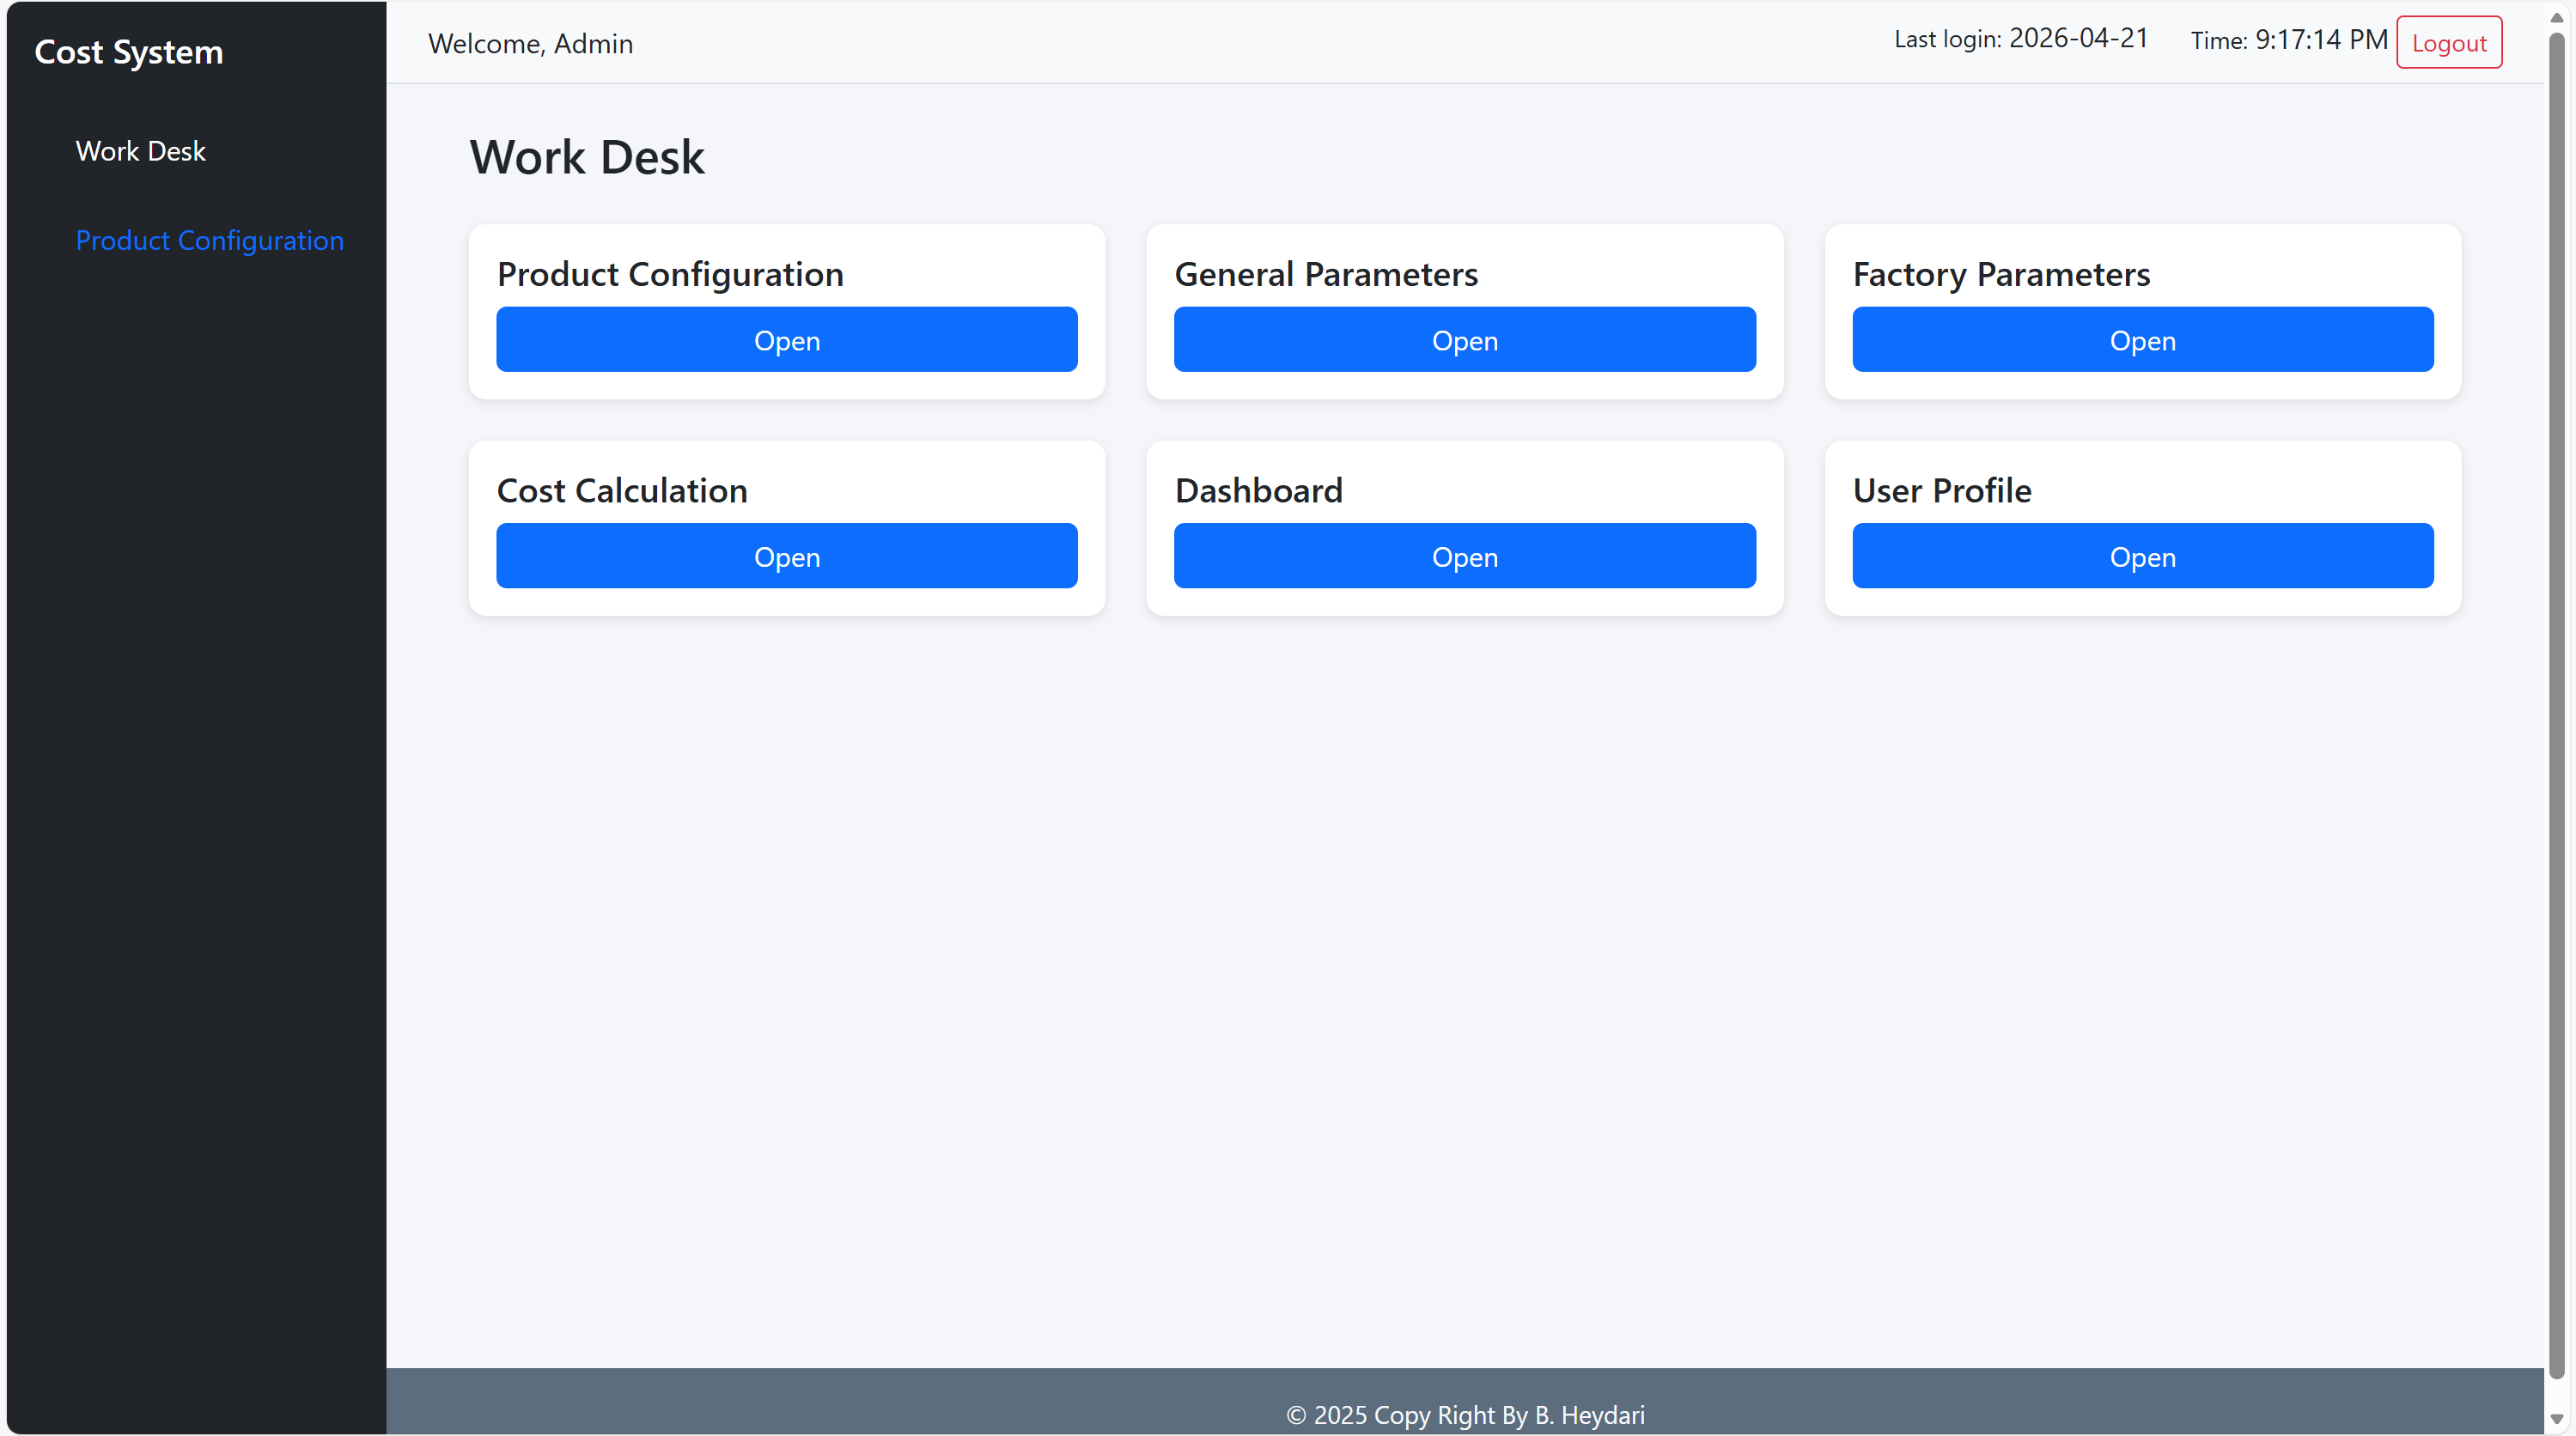 Cost System
Work Desk
Product Configuration
Welcome, Admin
Last login: 2026-04-21
Time: 9:17:14 PM
Logout
Work Desk
Product Configuration
Open
General Parameters
Open
Factory Parameters
Open
Cost Calculation
Open
Dashboard
Open
User Profile
Open
© 2025 Copy Right By B. Heydari